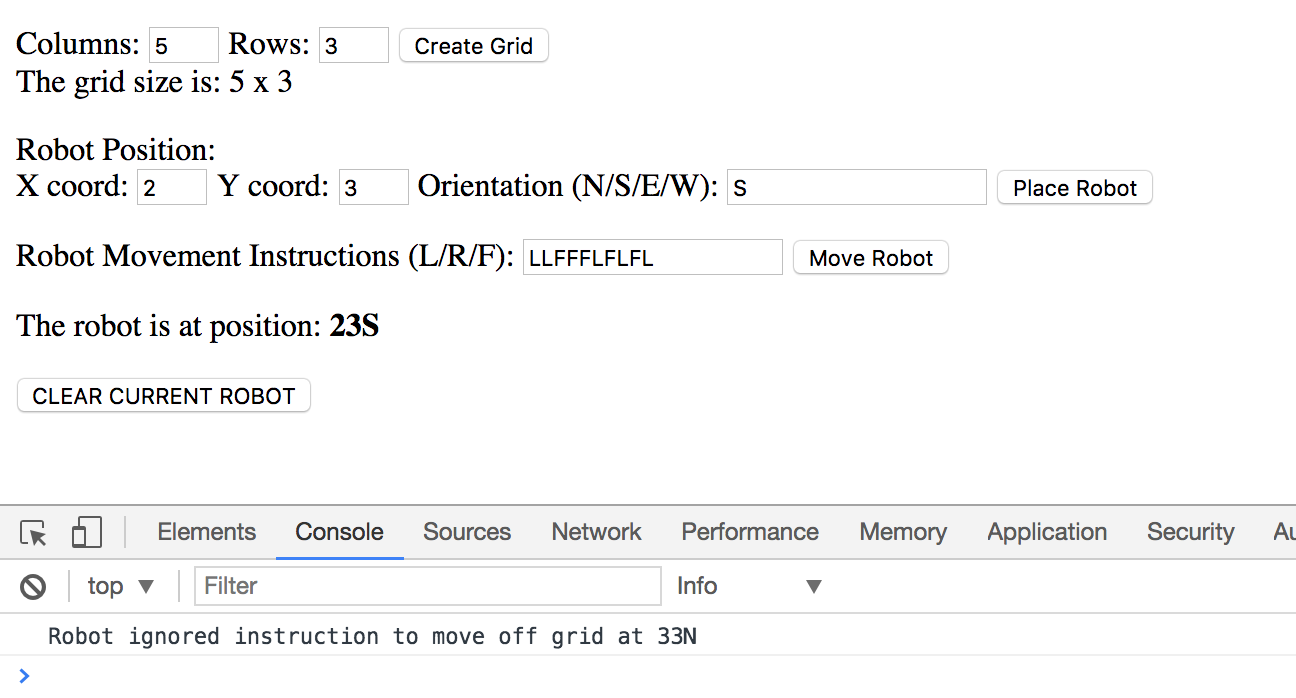 Columns: 5 Rows: 3 Create Grid
The grid size is: 5 x 3
Robot Position:
X coord: 2 Y coord: 3 Orientation (N/S/E/W): S Place Robot
Robot Movement Instructions (L/R/F): LLFFFLFLFL Move Robot
The robot is at position: 23S
CLEAR CURRENT ROBOT
Elements Console Sources Network Performance Memory Application Security Au
top ▼ Filter Info ▼
Robot ignored instruction to move off grid at 33N
>